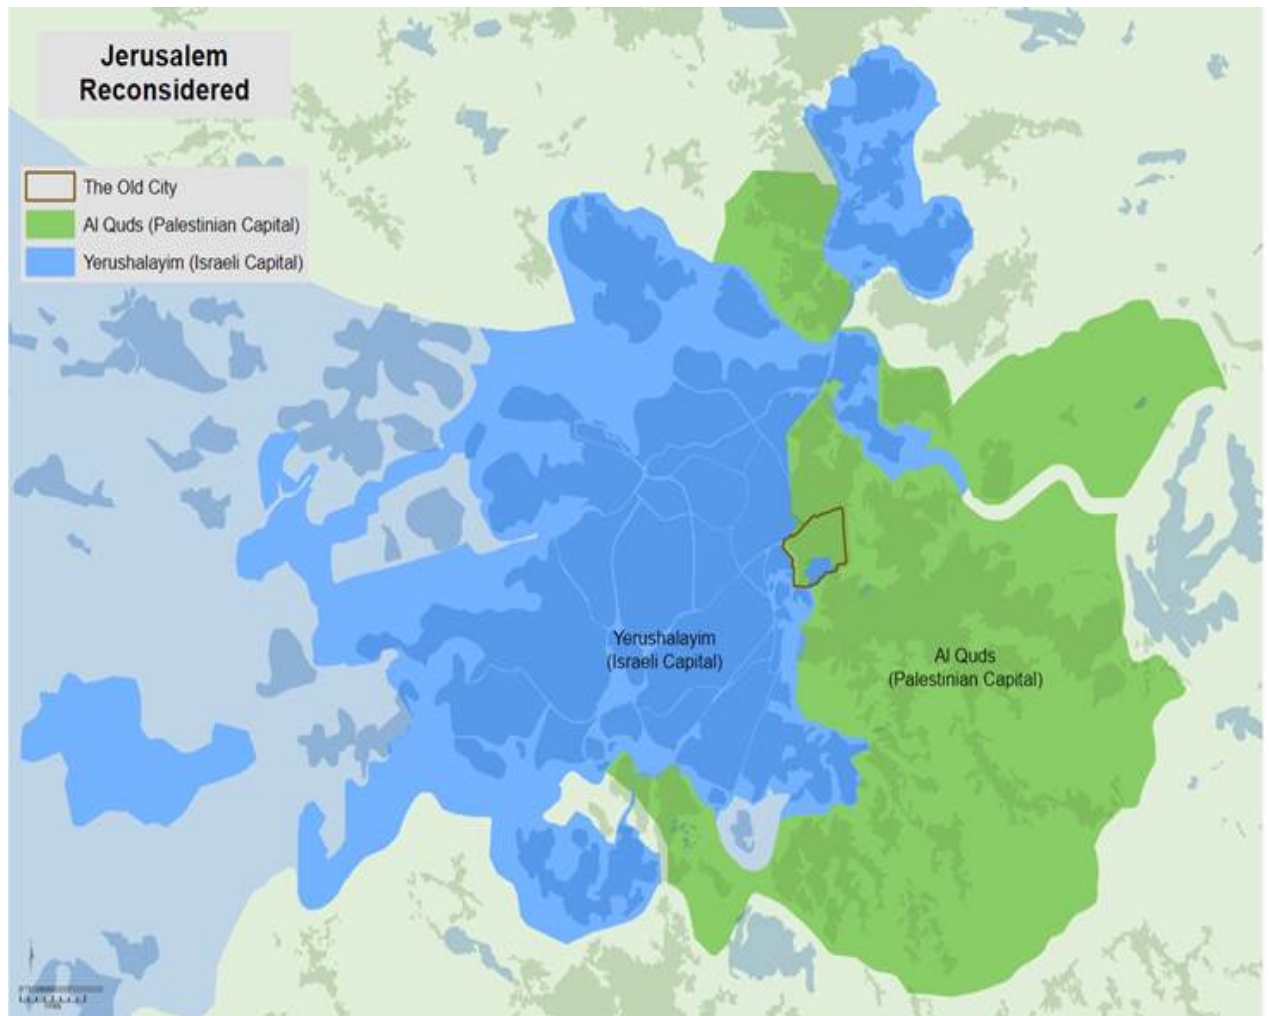 Jerusalem
Reconsidered
The Old City
Al Quds (Palestinian Capital)
Yerushalayim (Israeli Capital)
Yerushalayim
(Israeli Capital)
Al Quds
(Palestinian Capital)